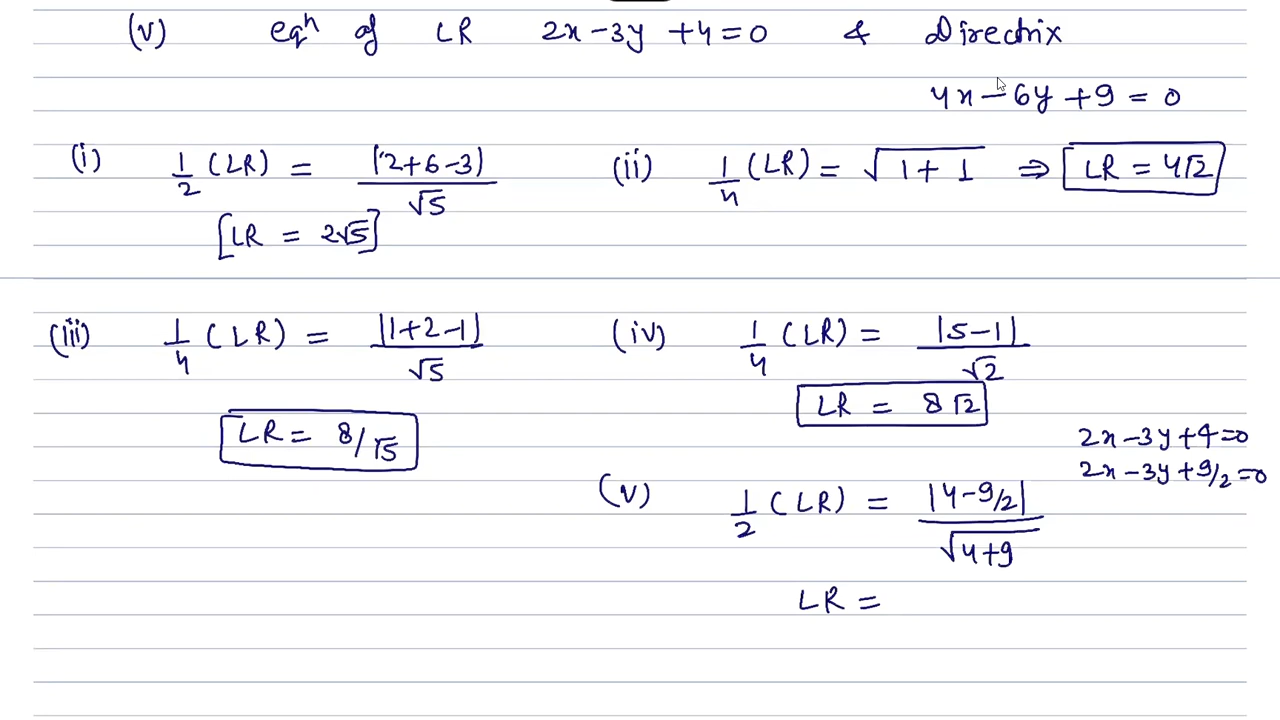 (v) eqⁿ of LR 2x-3y+4=0 & Directrix
4x-6y+9=0
(i) 1/2 (LR) = |2+6-3|/√5
[LR = 2√5]
(ii) 1/4 (LR) = √1+1 ⇒ LR = 4√2
(iii) 1/4 (LR) = |1+2-1|/√5
LR = 8/√5
(iv) 1/4 (LR) = |5-1|/√2
LR = 8√2
2x-3y+4=0
2x-3y+9/2=0
(v) 1/2 (LR) = |4-9/2|/√4+9
LR =